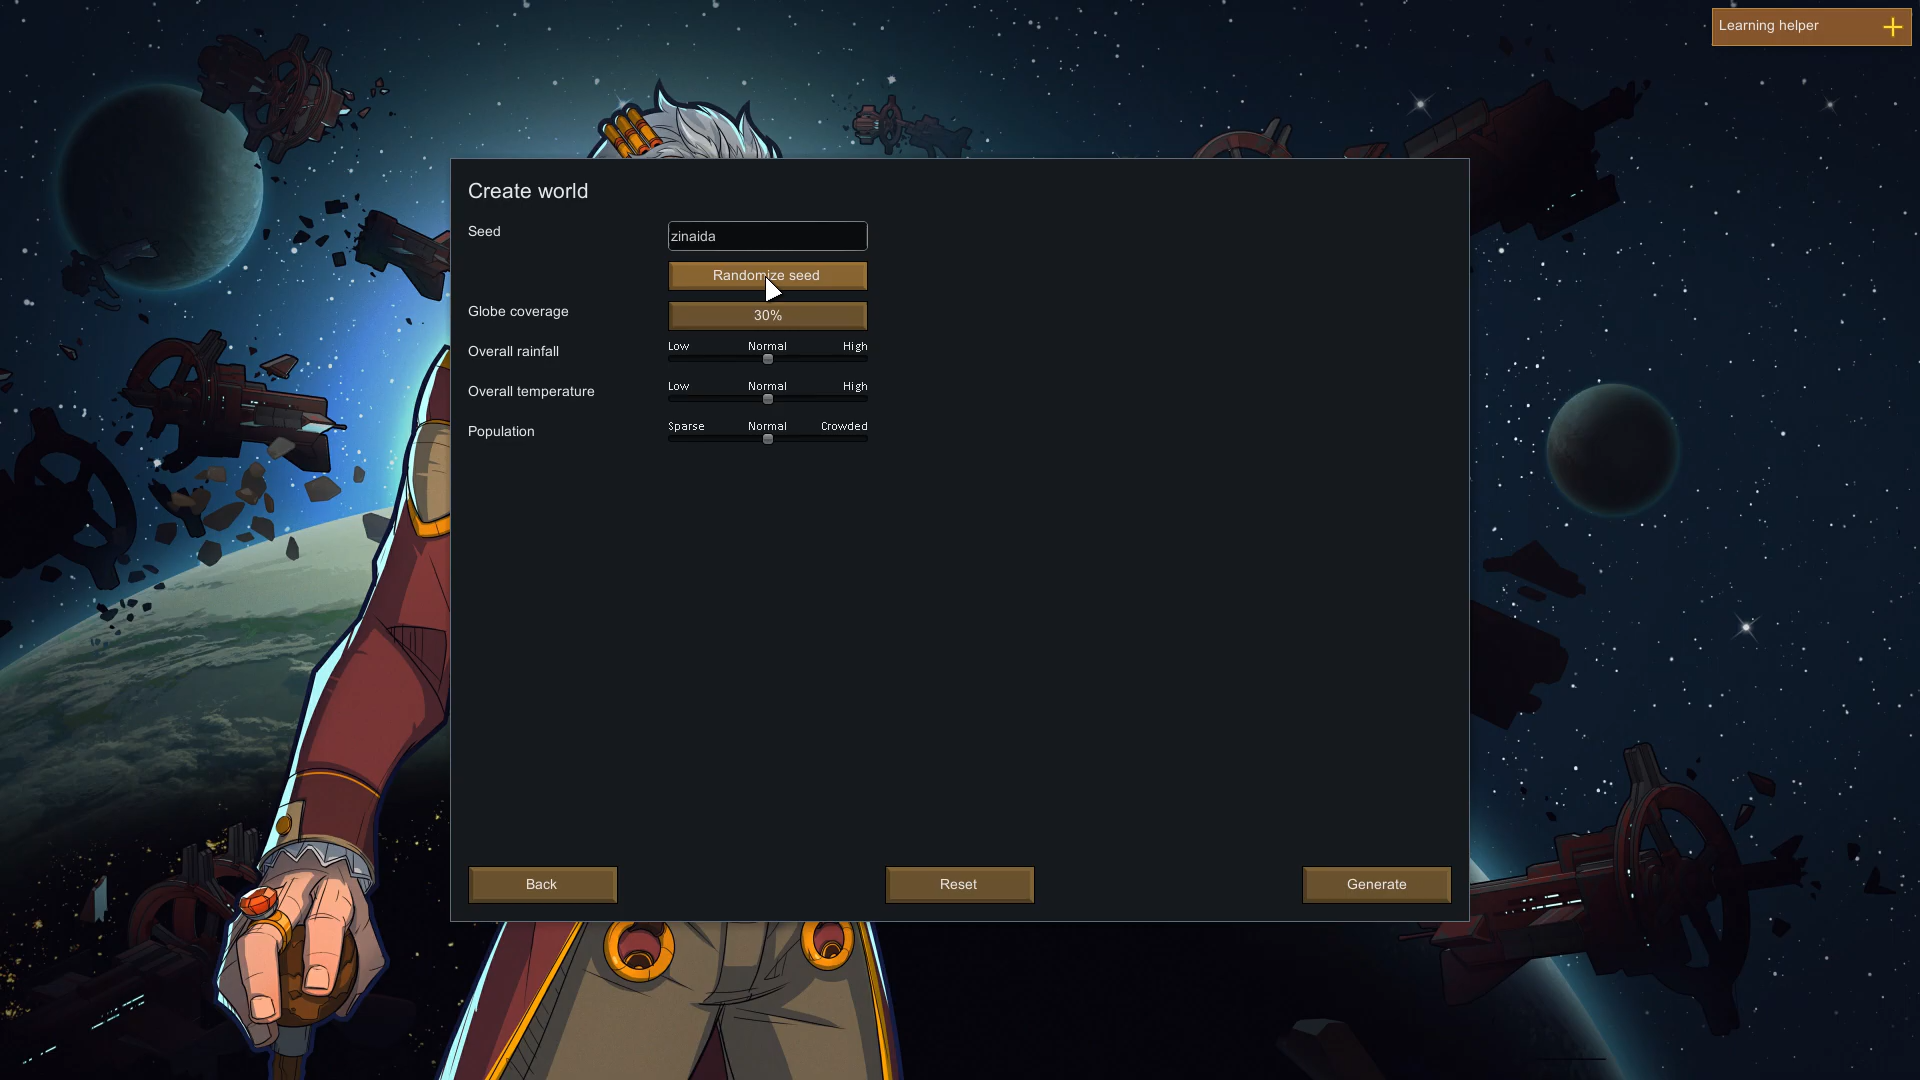 Learning helper
Create world
Seed
zinaida
Randomize seed
Globe coverage
30%
Overall rainfall
Low Normal High
Overall temperature
Low Normal High
Population
Sparse Normal Crowded
Back
Reset
Generate